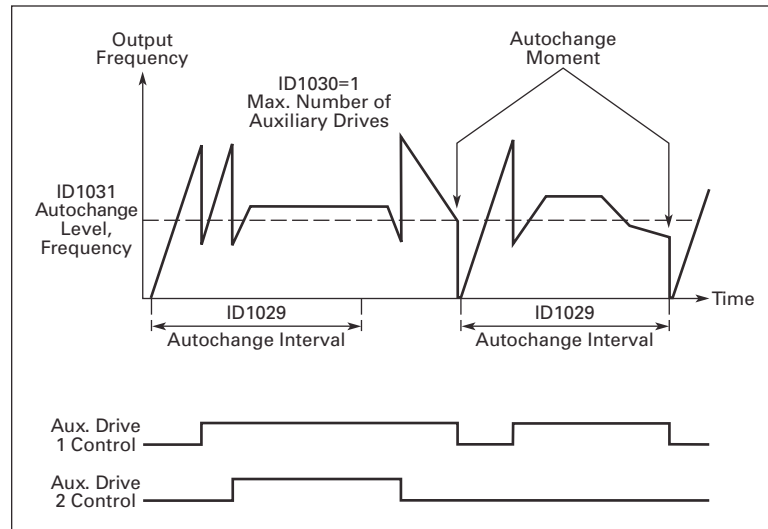 Output
Frequency
Autochange
Moment
ID1030=1
Max. Number of
Auxiliary Drives
ID1031
Autochange
Level,
Frequency
Time
ID1029
Autochange Interval
ID1029
Autochange Interval
Aux. Drive
1 Control
Aux. Drive
2 Control